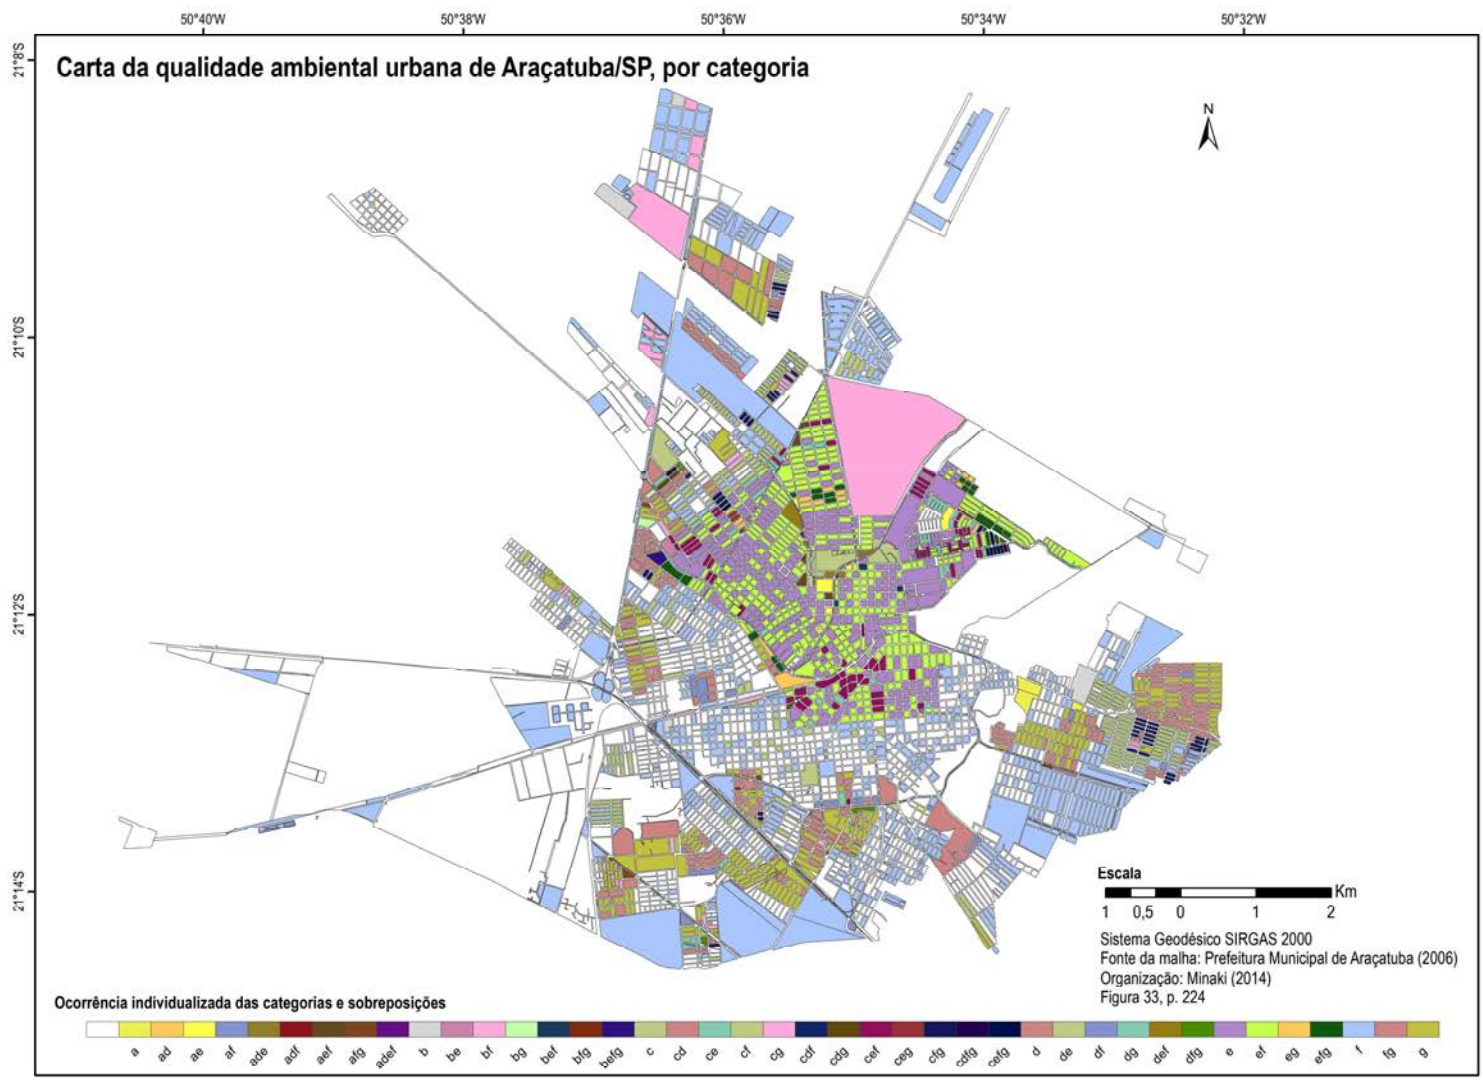 50°40'W 50°38'W 50°36'W 50°34'W 50°32'W
21°8'S
Carta da qualidade ambiental urbana de Araçatuba/SP, por categoria
N
21°10'S
21°12'S
21°14'S
Escala
Km
1 0,5 0 1 2
Sistema Geodésico SIRGAS 2000
Fonte da malha: Prefeitura Municipal de Araçatuba (2006)
Organização: Minaki (2014)
Figura 33, p. 224
Ocorrência individualizada das categorias e sobreposições
a ad ae af ade adf aef afg adef b be bf bg bef bfg befg c cd ce cf cg cdf cdg cef ceg cfg cdfg cefg d de df dg def dfg e ef eg efg f fg g